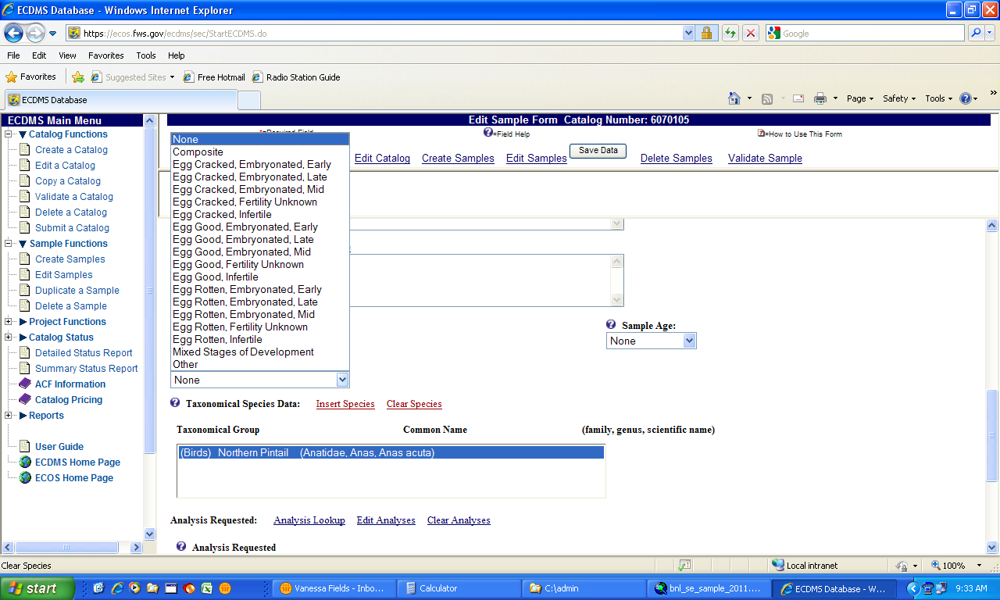 ECDMS Database - Windows Internet Explorer
https://ecos.fws.gov/ecdms/sec/StartECDMS.do
Google
File Edit View Favorites Tools Help
Favorites Suggested Sites Free Hotmail Radio Station Guide
ECDMS Database
Page Safety Tools
ECDMS Main Menu
Catalog Functions
Create a Catalog
Edit a Catalog
Copy a Catalog
Validate a Catalog
Delete a Catalog
Submit a Catalog
Sample Functions
Create Samples
Edit Samples
Duplicate a Sample
Delete a Sample
Project Functions
Catalog Status
Detailed Status Report
Summary Status Report
ACF Information
Catalog Pricing
Reports
User Guide
ECDMS Home Page
ECOS Home Page
Edit Sample Form Catalog Number: 6070105
=Required Field =Field Help =How to Use This Form
Edit Catalog Create Samples Edit Samples Save Data Delete Samples Validate Sample
None
Composite
Egg Cracked, Embryonated, Early
Egg Cracked, Embryonated, Late
Egg Cracked, Embryonated, Mid
Egg Cracked, Fertility Unknown
Egg Cracked, Infertile
Egg Good, Embryonated, Early
Egg Good, Embryonated, Late
Egg Good, Embryonated, Mid
Egg Good, Fertility Unknown
Egg Good, Infertile
Egg Rotten, Embryonated, Early
Egg Rotten, Embryonated, Late
Egg Rotten, Embryonated, Mid
Egg Rotten, Fertility Unknown
Egg Rotten, Infertile
Mixed Stages of Development
Other
None
Sample Age:
None
Taxonomical Species Data: Insert Species Clear Species
Taxonomical Group Common Name (family, genus, scientific name)
(Birds) Northern Pintail (Anatidae, Anas, Anas acuta)
Analysis Requested: Analysis Lookup Edit Analyses Clear Analyses
Analysis Requested
Clear Species Local intranet 100%
start Vanessa Fields - Inbo... Calculator C:\admin bnl_se_sample_2011.... ECDMS Database - W... 9:33 AM